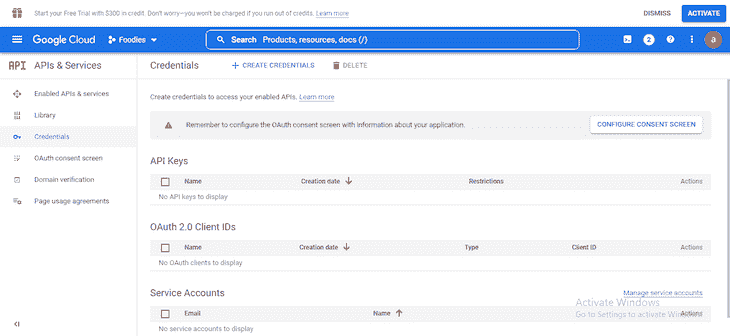 Start your Free Trial with $300 in credit. Don't worry—you won't be charged if you run out of credits. Learn more
DISMISS
ACTIVATE
Google Cloud
Foodies
Search Products, resources, docs (/)
2
?
a
API APIs & Services
Credentials
+ CREATE CREDENTIALS
DELETE
Enabled APIs & services
Library
Credentials
OAuth consent screen
Domain verification
Page usage agreements
Create credentials to access your enabled APIs. Learn more
Remember to configure the OAuth consent screen with information about your application.
CONFIGURE CONSENT SCREEN
API Keys
Name Creation date Restrictions Actions
No API keys to display
OAuth 2.0 Client IDs
Name Creation date Type Client ID Actions
No OAuth clients to display
Service Accounts
Manage service accounts
Email Name Actions
No service accounts to display
Activate Windows
Go to Settings to activate Windows.